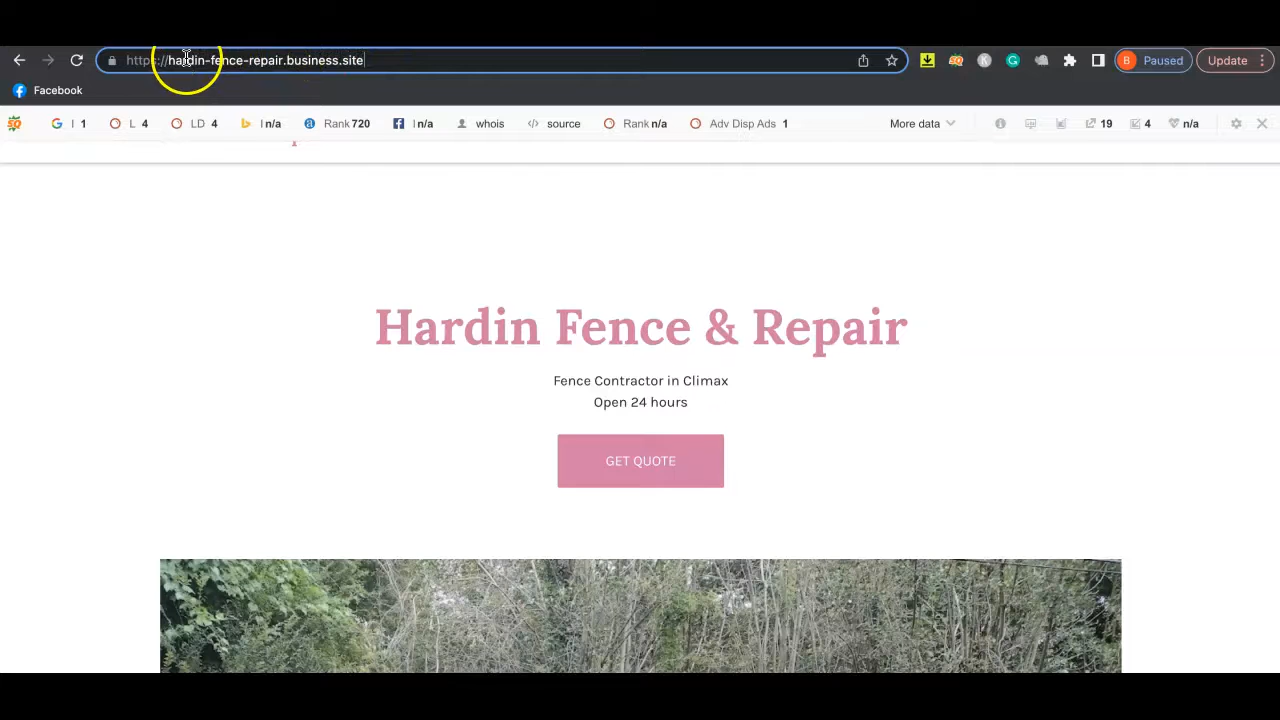 https://hardin-fence-repair.business.site
B Paused Update
Facebook
SQ G I 1 L 4 LD 4 I n/a a Rank 720 I n/a whois source Rank n/a Adv Disp Ads 1 More data 19 4 n/a
Hardin Fence & Repair
Fence Contractor in Climax
Open 24 hours
GET QUOTE